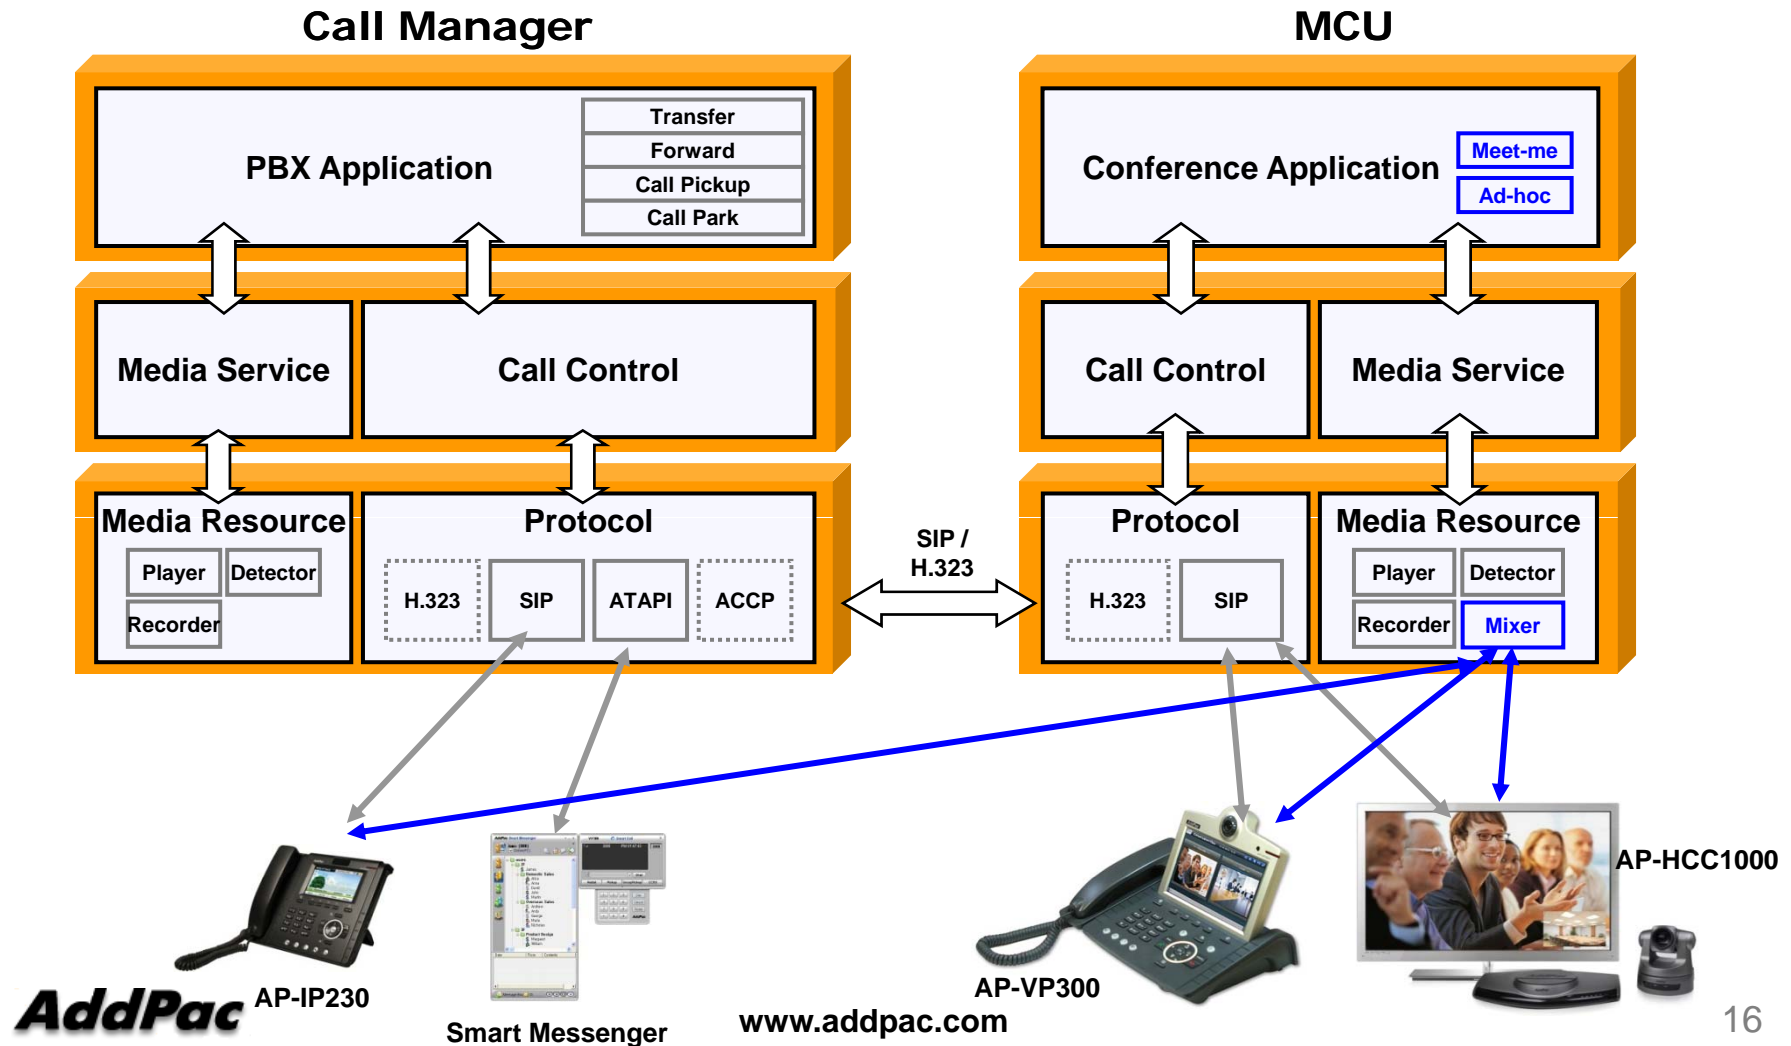 Call Manager
MCU
PBX Application
Transfer
Forward
Call Pickup
Call Park
Conference Application
Meet-me
Ad-hoc
Media Service
Call Control
Call Control
Media Service
Media Resource
Player
Detector
Recorder
Protocol
H.323
SIP
ATAPI
ACCP
SIP /
H.323
Protocol
H.323
SIP
Media Resource
Player
Detector
Recorder
Mixer
AP-IP230
Smart Messenger
AP-VP300
AP-HCC1000
AddPac
www.addpac.com
16